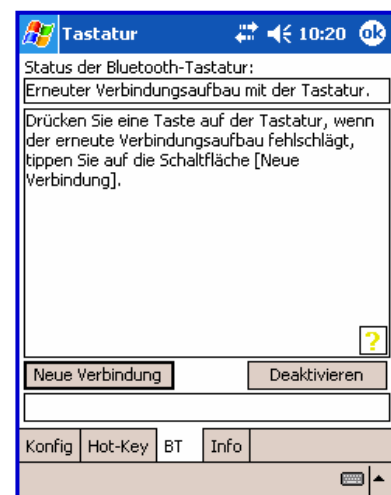 Tastatur 10:20 ok
Status der Bluetooth-Tastatur:
Erneuter Verbindungsaufbau mit der Tastatur.
Drücken Sie eine Taste auf der Tastatur, wenn
der erneute Verbindungsaufbau fehlschlägt,
tippen Sie auf die Schaltfläche [Neue
Verbindung].
?
Neue Verbindung Deaktivieren
Konfig Hot-Key BT Info